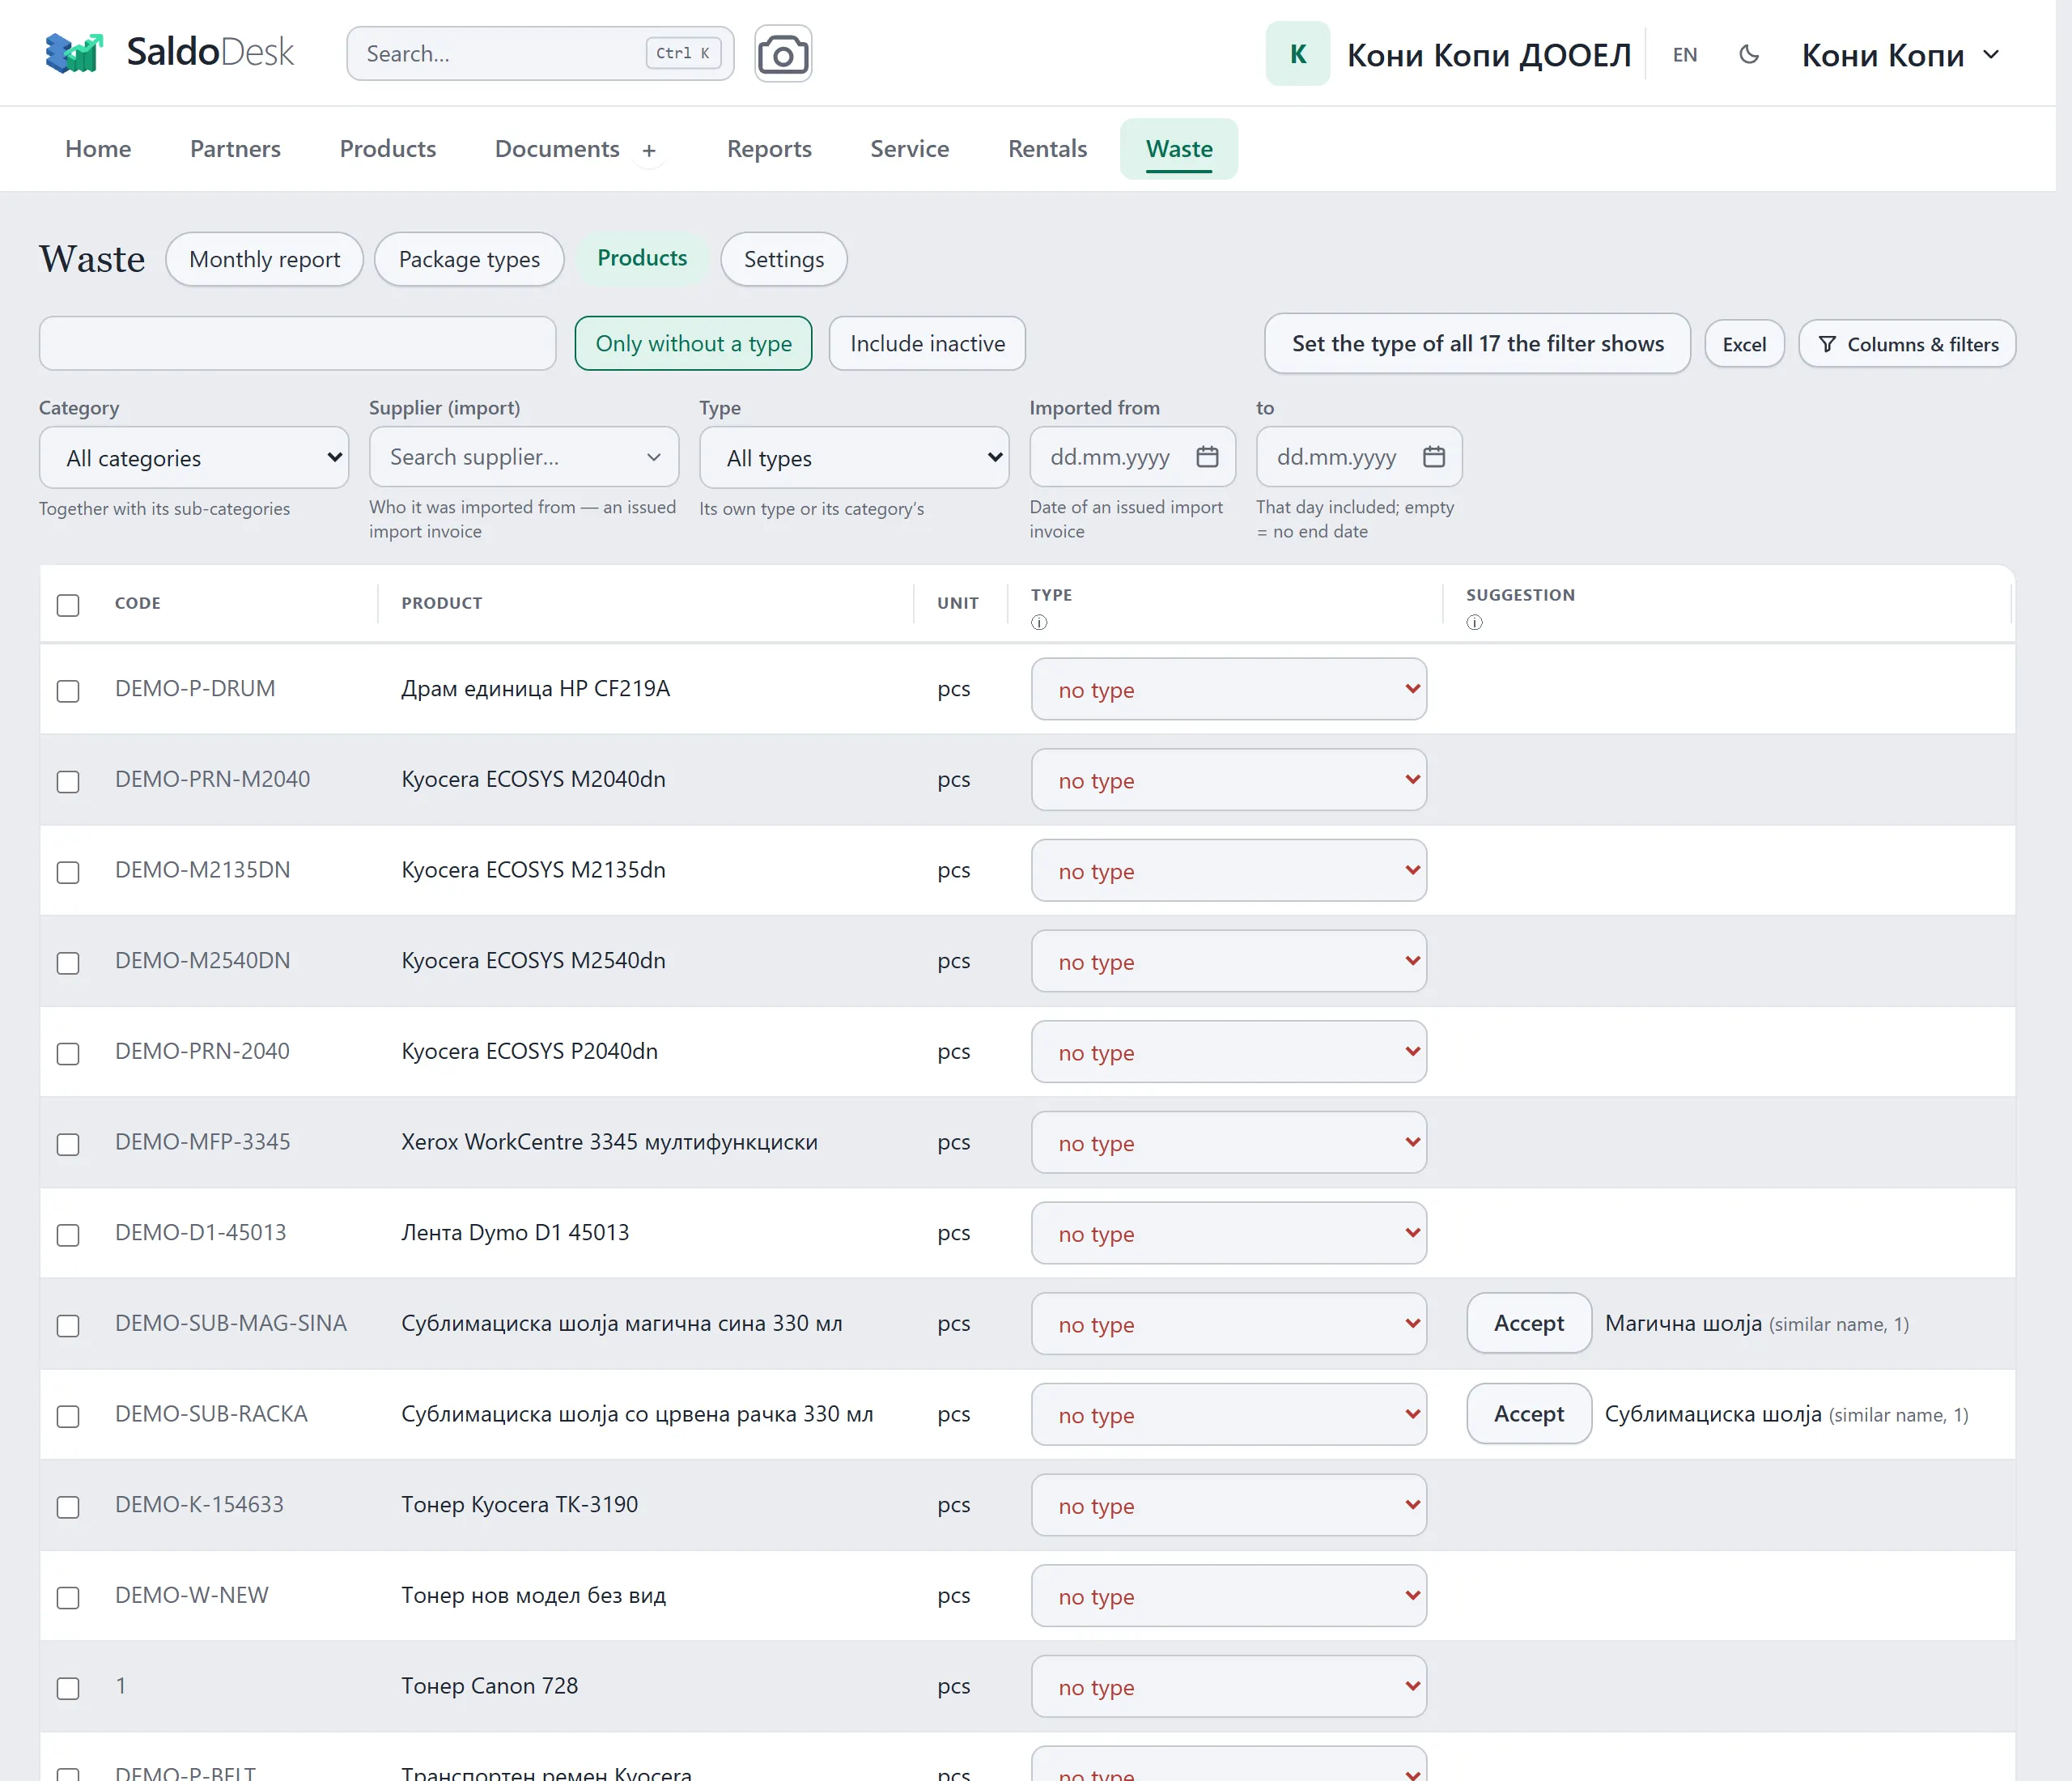 SaldoDesk
Search...
Ctrl K
K
Кони Копи ДООЕЛ
EN
Кони Копи
Home
Partners
Products
Documents +
Reports
Service
Rentals
Waste
Waste
Monthly report
Package types
Products
Settings
Only without a type
Include inactive
Set the type of all 17 the filter shows
Excel
Columns & filters
Category
Supplier (import)
Type
Imported from
to
All categories
Search supplier...
All types
dd.mm.yyyy
dd.mm.yyyy
Together with its sub-categories
Who it was imported from — an issued
import invoice
Its own type or its category’s
Date of an issued import
invoice
That day included; empty
= no end date
CODE PRODUCT UNIT TYPE SUGGESTION
DEMO-P-DRUM Драм единица HP CF219A pcs no type
DEMO-PRN-M2040 Kyocera ECOSYS M2040dn pcs no type
DEMO-M2135DN Kyocera ECOSYS M2135dn pcs no type
DEMO-M2540DN Kyocera ECOSYS M2540dn pcs no type
DEMO-PRN-2040 Kyocera ECOSYS P2040dn pcs no type
DEMO-MFP-3345 Xerox WorkCentre 3345 мултифункциски pcs no type
DEMO-D1-45013 Лента Dymo D1 45013 pcs no type
DEMO-SUB-MAG-SINA Сублимациска шолја магична сина 330 мл pcs no type Accept Магична шолја (similar name, 1)
DEMO-SUB-RACKA Сублимациска шолја со црвена рачка 330 мл pcs no type Accept Сублимациска шолја (similar name, 1)
DEMO-K-154633 Тонер Kyocera TK-3190 pcs no type
DEMO-W-NEW Тонер нов модел без вид pcs no type
1 Тонер Canon 728 pcs no type
DEMO-P-BELT Транспортен ремен Kyocera pcs no type